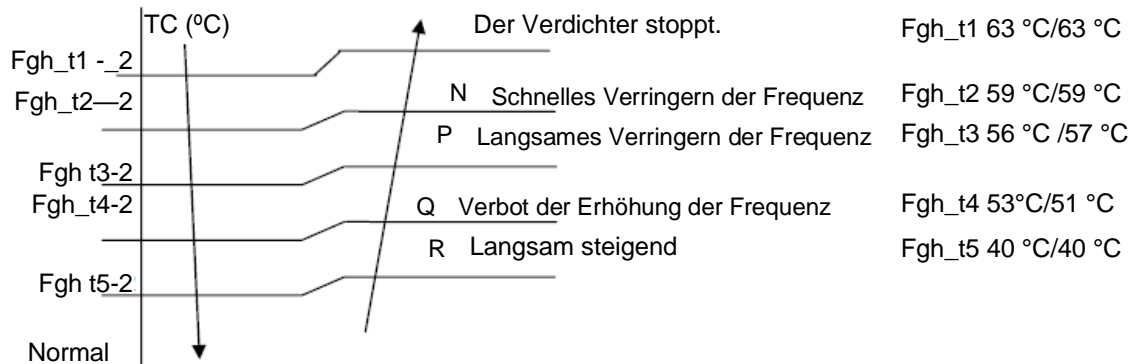 TC (ºC)
Der Verdichter stoppt.
Fgh_t1 63 °C/63 °C
Fgh_t1 -_2
Fgh_t2—2
N Schnelles Verringern der Frequenz
Fgh_t2 59 °C/59 °C
P Langsames Verringern der Frequenz
Fgh_t3 56 °C /57 °C
Fgh t3-2
Fgh_t4-2
Q Verbot der Erhöhung der Frequenz
Fgh_t4 53°C/51 °C
R Langsam steigend
Fgh_t5 40 °C/40 °C
Fgh t5-2
Normal